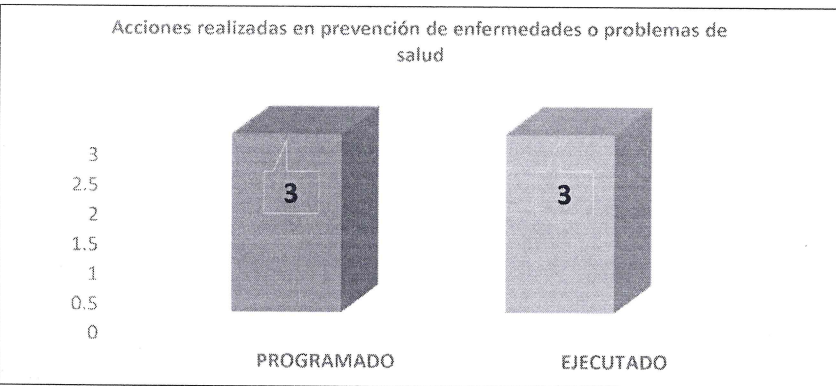 Acciones realizadas en prevención de enfermedades o problemas de
salud
3
2.5
2
1.5
1
0.5
0
3
3
PROGRAMADO
EJECUTADO